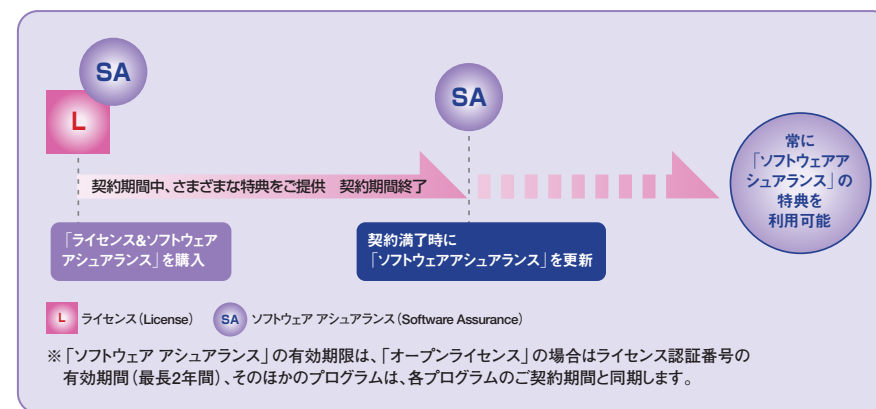 SA
L
SA
契約期間中、さまざまな特典をご提供 契約期間終了
常に
「ソフトウェアア
シュアランス」の
特典を
利用可能
「ライセンス&ソフトウェア
アシュアランス」を購入
契約満了時に
「ソフトウェアアシュアランス」を更新
L ライセンス(License) SA ソフトウェア アシュアランス(Software Assurance)
※「ソフトウェア アシュアランス」の有効期限は、「オープンライセンス」の場合はライセンス認証番号の
有効期間(最長2年間)、そのほかのプログラムは、各プログラムのご契約期間と同期します。